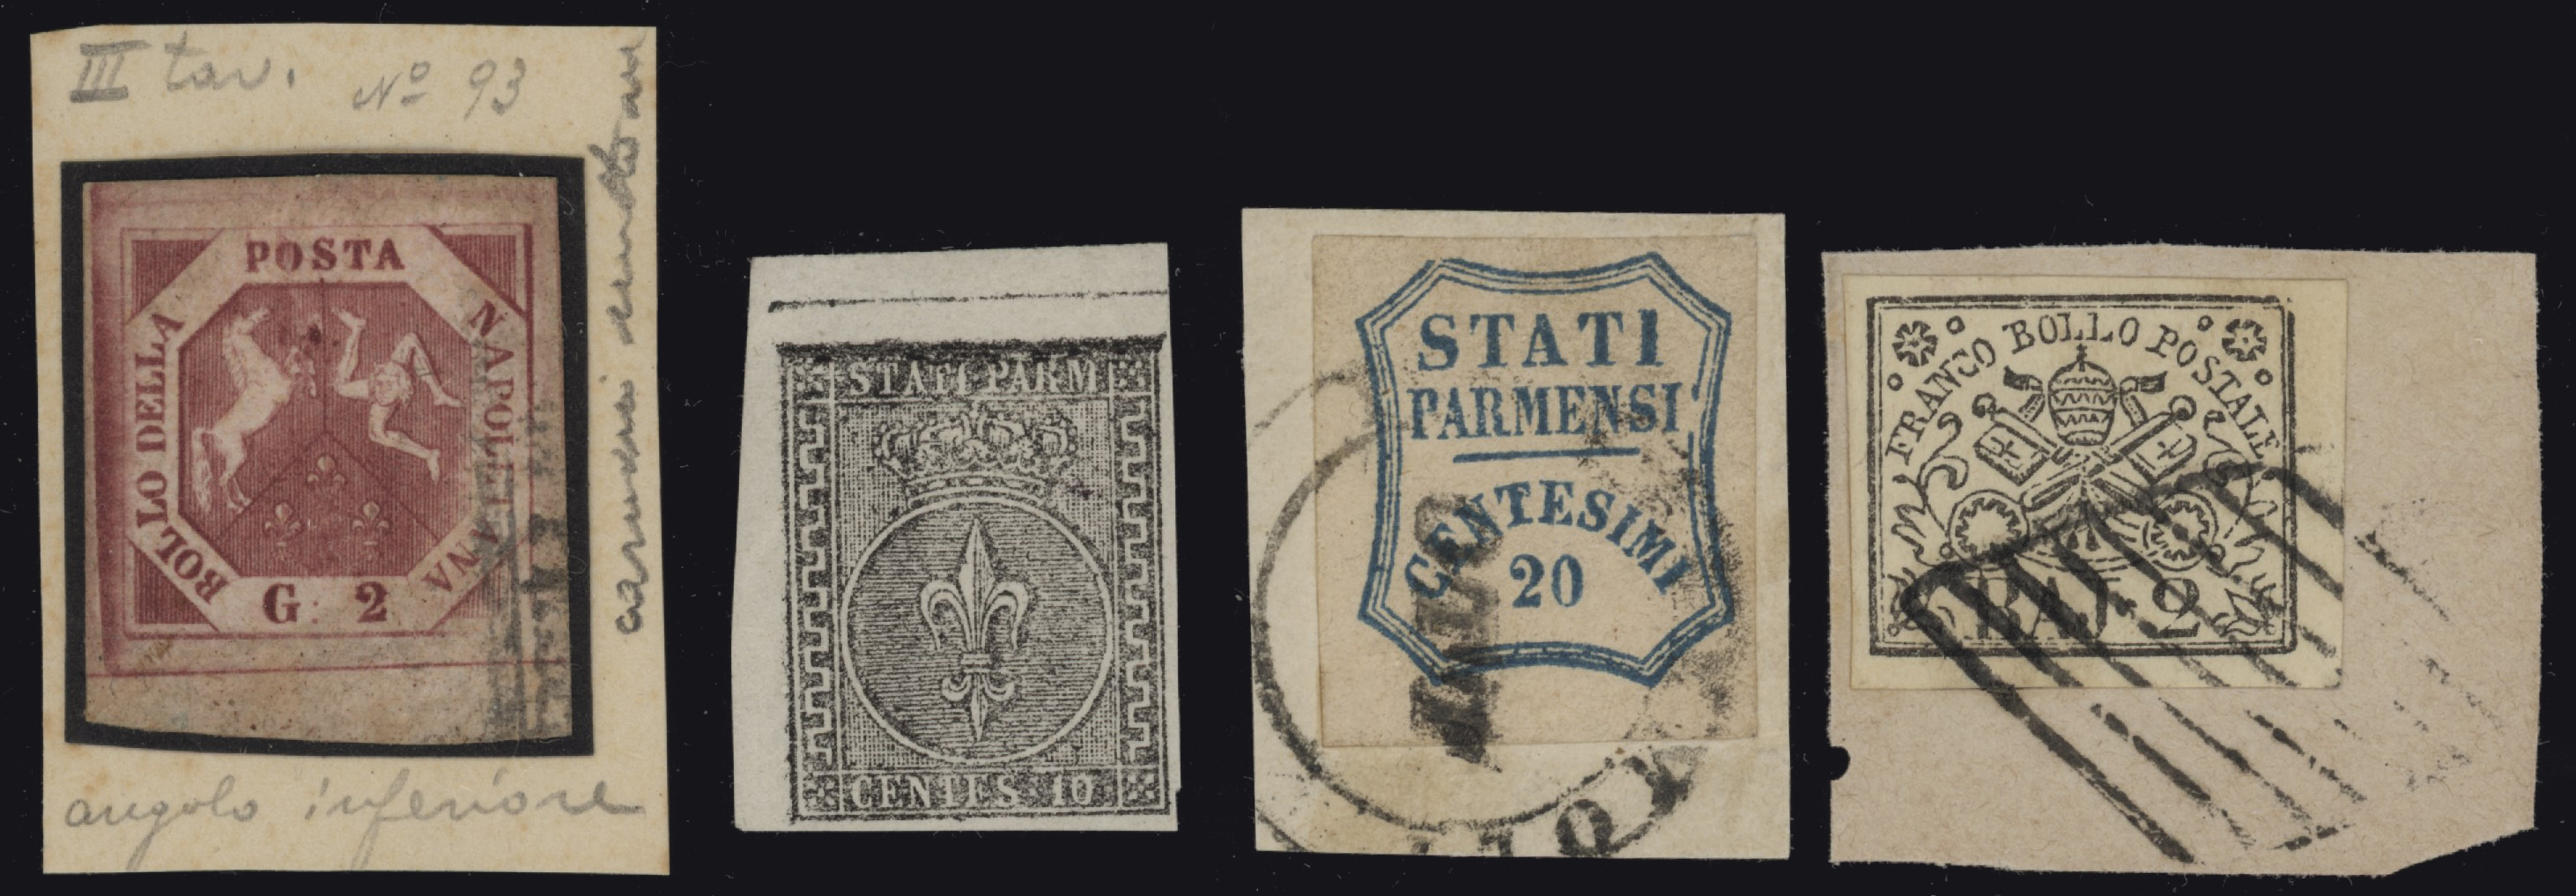 III tav. Nº 93
angolo inferiore
POSTA
NAPOLETANA
BOLLO DELLA
G. 2
STATI PARM
CENTES. 10
STATI
PARMENSI
CENTESIMI
20
FRANCO BOLLO POSTALE
BAJ. 2